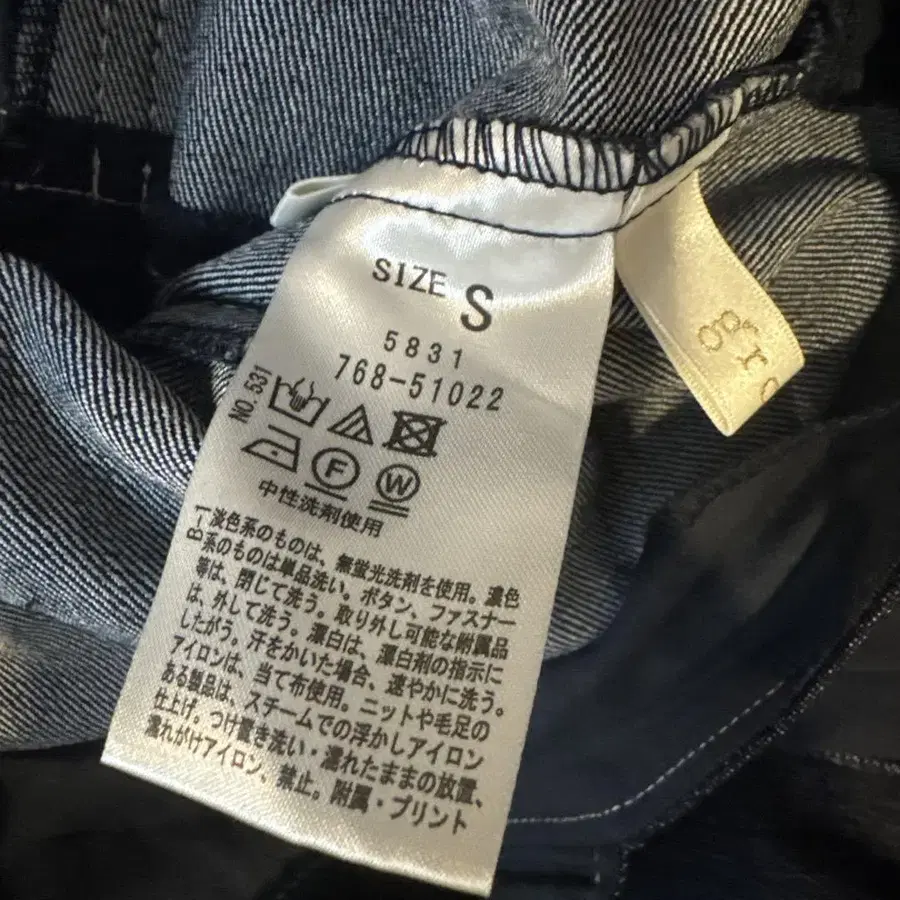 SIZE S
5831
768-51022
NO.531
F W
中性洗剤使用
B-1 淡色系のものは、無蛍光洗剤を使用。濃色
系のものは単品洗い。ボタン、ファスナー
等は、閉じて洗う。取り外し可能な付属品
は、外して洗う。漂白は、漂白剤の指示に
したがう。汗をかいた場合、速やかに洗う。
アイロンは、当て布使用。ニットや毛足の
ある製品は、スチームでの浮かしアイロン
仕上げ。つけ置き洗い・濡れたままの放置、
濡れがけアイロン、禁止。附属・プリント
gr